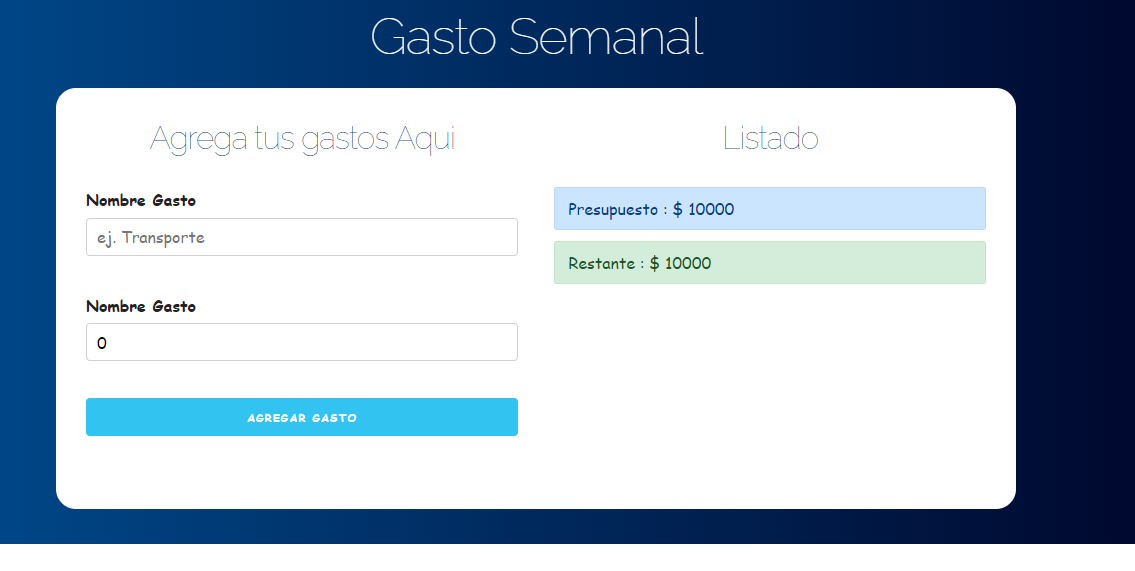 Gasto Semanal
Agrega tus gastos Aqui
Nombre Gasto
ej. Transporte
Nombre Gasto
0
AGREGAR GASTO
Listado
Presupuesto : $ 10000
Restante : $ 10000